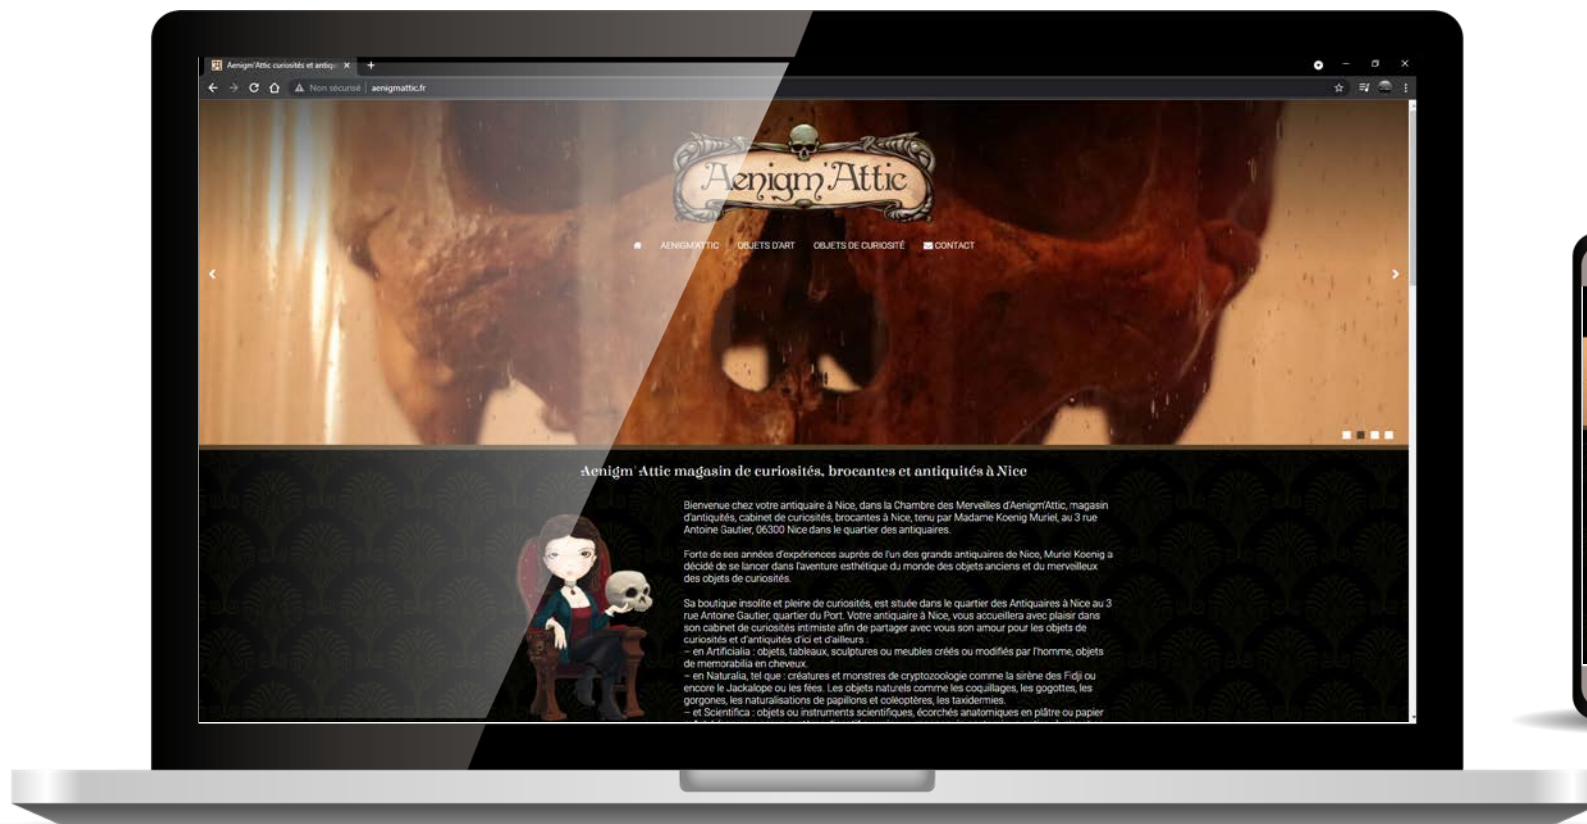 Aenigm'Attic curiosités et antiqu
Non sécurisé | aenigmattic.fr
Aenigm'Attic
AENIGM'ATTIC OBJETS D'ART OBJETS DE CURIOSITÉ CONTACT
Aenigm'Attic magasin de curiosités, brocantes et antiquités à Nice
Bienvenue chez votre antiquaire à Nice, dans la Chambre des Merveilles d'Aenigm'Attic, magasin
d'antiquités, cabinet de curiosités, brocantes à Nice, tenu par Madame Koenig Muriel, au 3 rue
Antoine Gautier, 06300 Nice dans le quartier des antiquaires.
Forte de ses années d'expériences auprès de l'un des grands antiquaires de Nice, Muriel Koenig a
décidé de se lancer dans l'aventure esthétique du monde des objets anciens et du merveilleux
des objets de curiosités.
Sa boutique insolite et pleine de curiosités, est située dans le quartier des Antiquaires à Nice au 3
rue Antoine Gautier, quartier du Port. Votre antiquaire à Nice, vous accueillera avec plaisir dans
son cabinet de curiosités intimiste afin de partager avec vous son amour pour les objets de
curiosités et d'antiquités d'ici et d'ailleurs :
– en Artificialia : objets, tableaux, sculptures ou meubles créés ou modifiés par l'homme, objets
de memorabilia en cheveux.
– en Naturalia, tel que : créatures et monstres de cryptozoologie comme la sirène des Fidji ou
encore le Jackalope ou les fées. Les objets naturels comme les coquillages, les gogottes, les
gorgones, les naturalisations de papillons et coléoptères, les taxidermies.
– et Scientifica : objets ou instruments scientifiques, écorchés anatomiques en plâtre ou papier